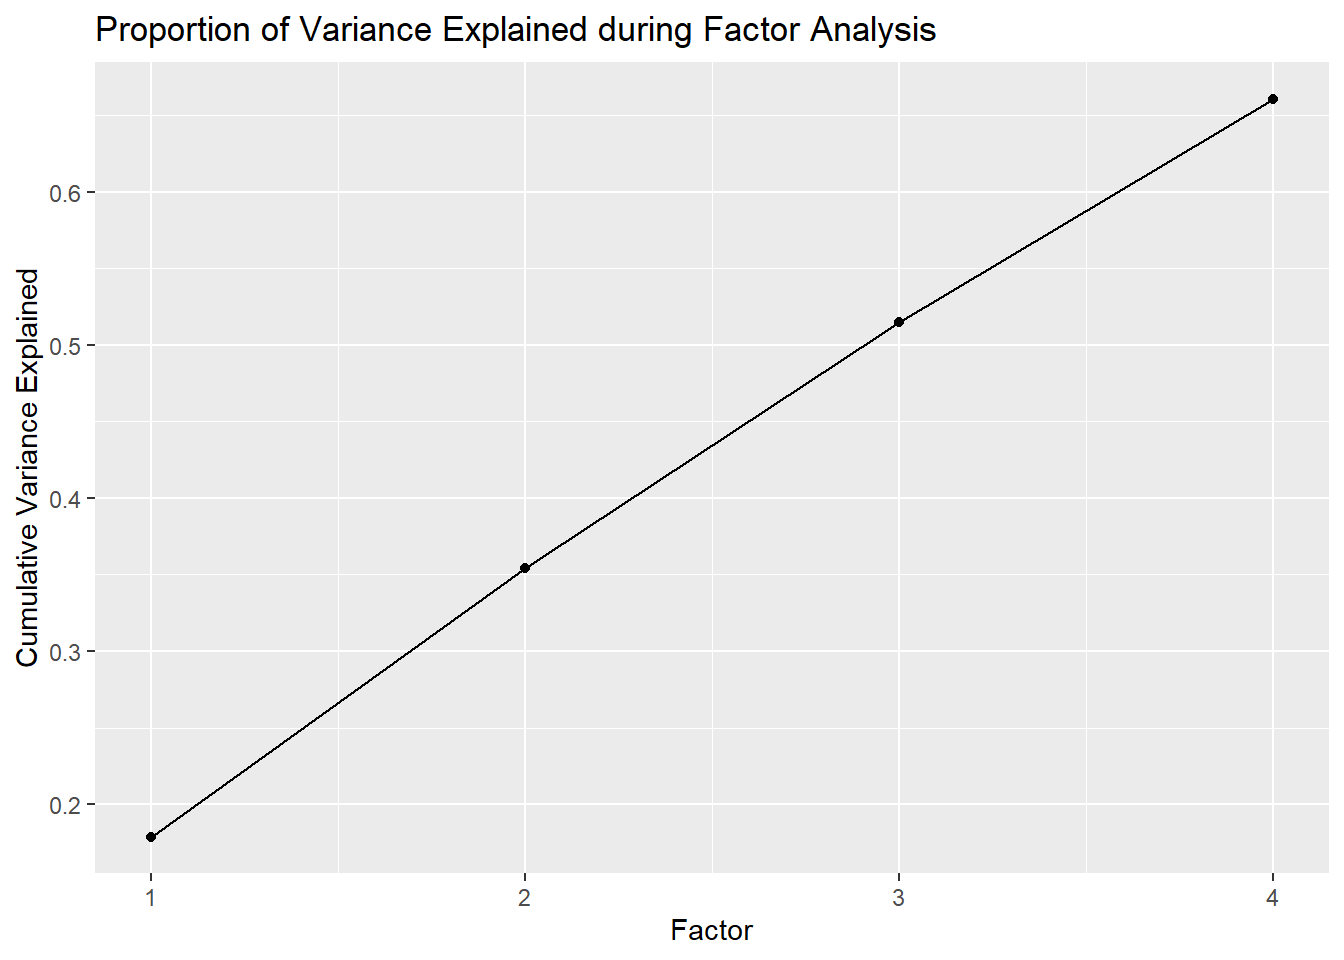 Proportion of Variance Explained during Factor Analysis
Cumulative Variance Explained
0.6
0.5
0.4
0.3
0.2
1 2 3 4
Factor